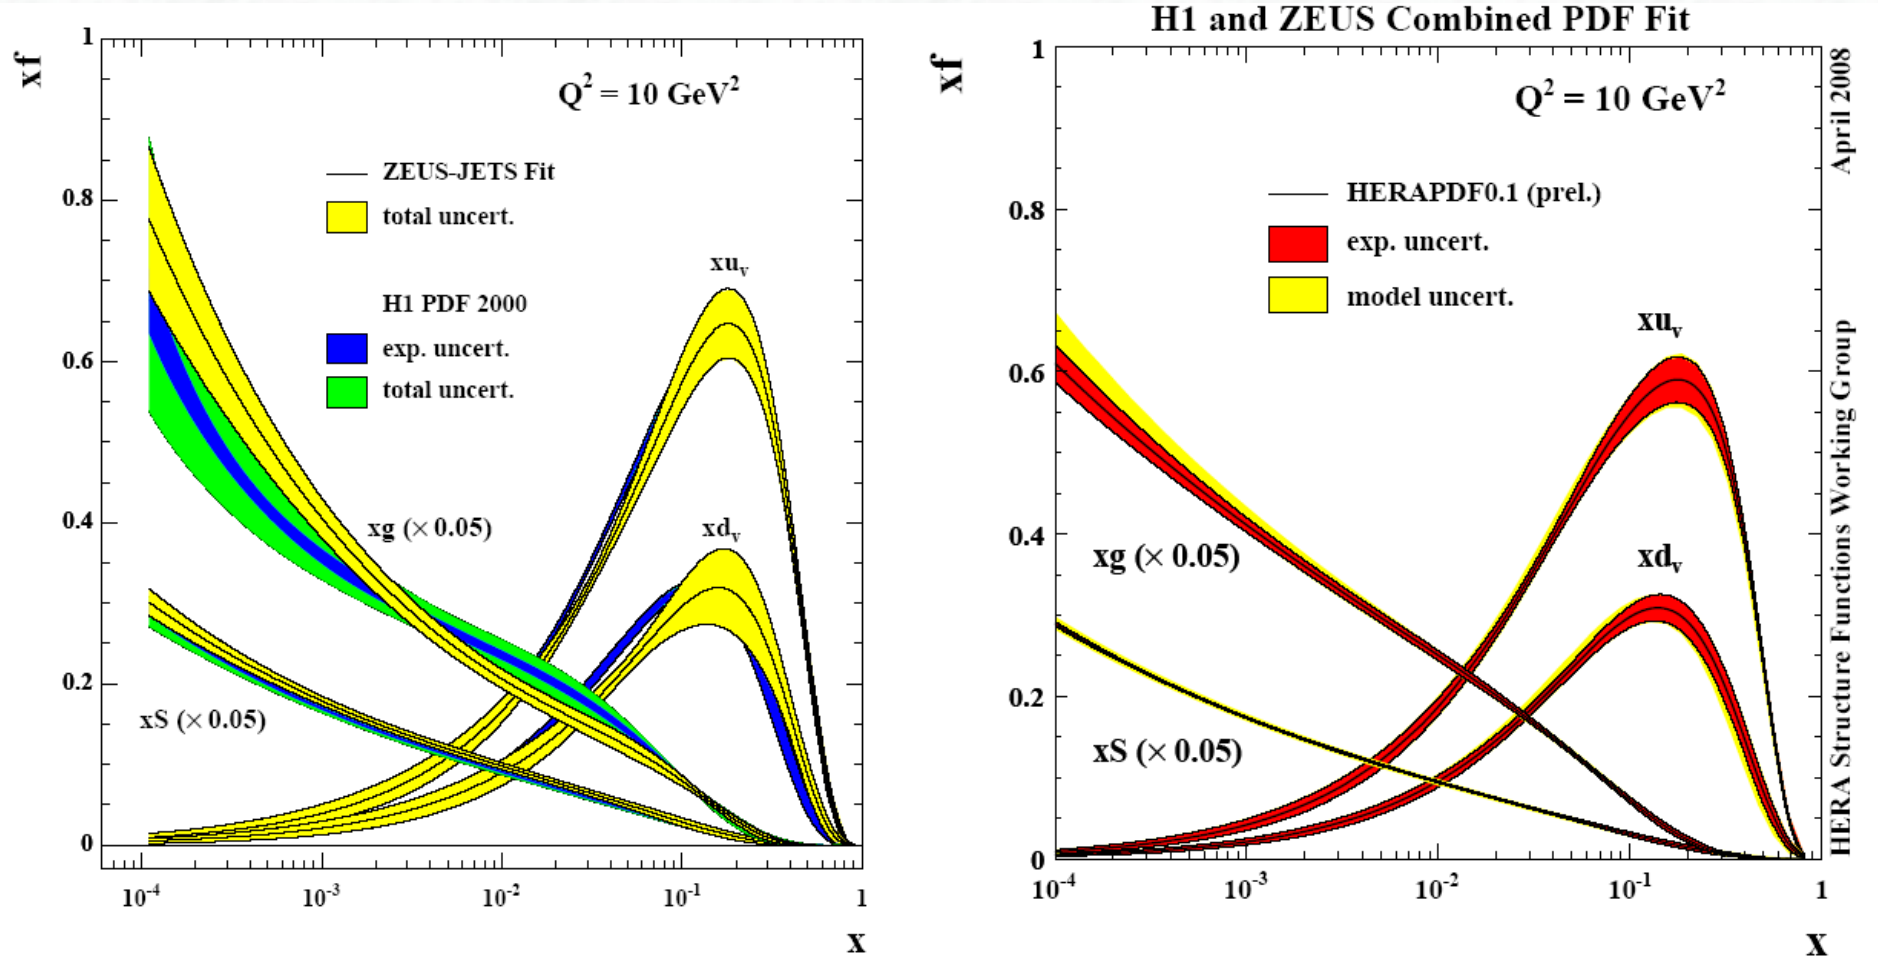 xf
1
0.8
0.6
0.4
0.2
0
Q² = 10 GeV²
ZEUS-JETS Fit
total uncert.
H1 PDF 2000
exp. uncert.
total uncert.
xuᵥ
xdᵥ
xg (× 0.05)
xS (× 0.05)
10⁻⁴ 10⁻³ 10⁻² 10⁻¹ 1
x
H1 and ZEUS Combined PDF Fit
xf
1
0.8
0.6
0.4
0.2
0
Q² = 10 GeV²
HERAPDF0.1 (prel.)
exp. uncert.
model uncert.
xuᵥ
xdᵥ
xg (× 0.05)
xS (× 0.05)
10⁻⁴ 10⁻³ 10⁻² 10⁻¹ 1
x
HERA Structure Functions Working Group April 2008